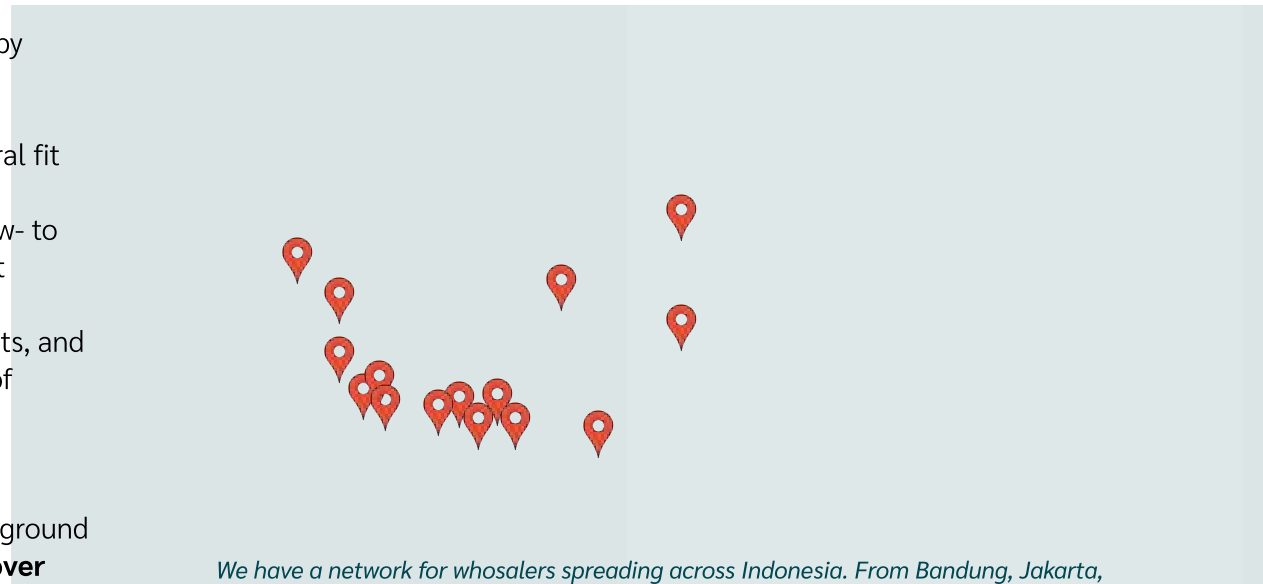 by
ral fit
w- to
t
ts, and
of
ground
over
We have a network for whosalers spreading across Indonesia. From Bandung, Jakarta,